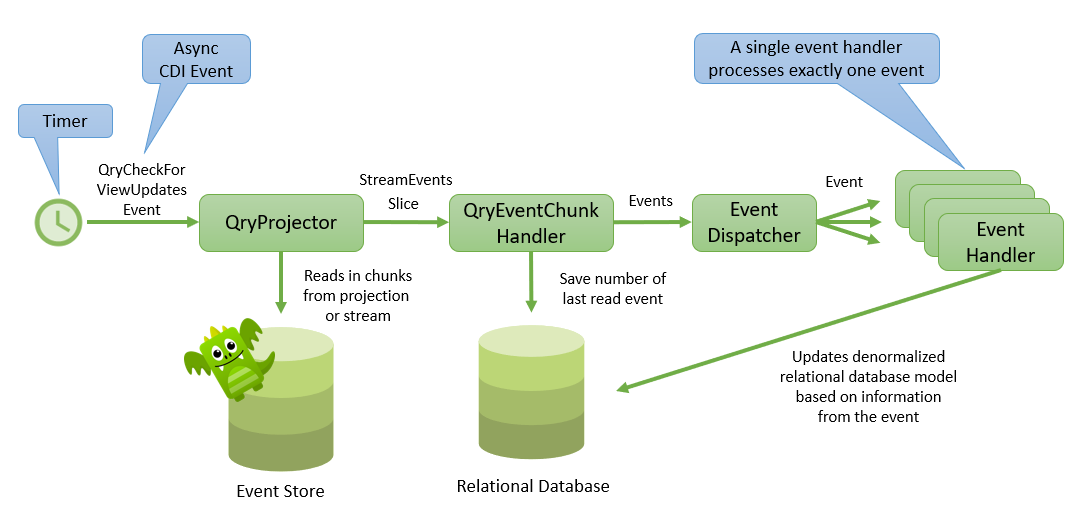 Async
CDI Event
A single event handler
processes exactly one event
Timer
QryCheckFor
ViewUpdates
Event
StreamEvents
Slice
Events
Event
QryProjector
QryEventChunk
Handler
Event
Dispatcher
Event
Handler
Reads in chunks
from projection
or stream
Save number of
last read event
Updates denormalized
relational database model
based on information
from the event
Event Store
Relational Database